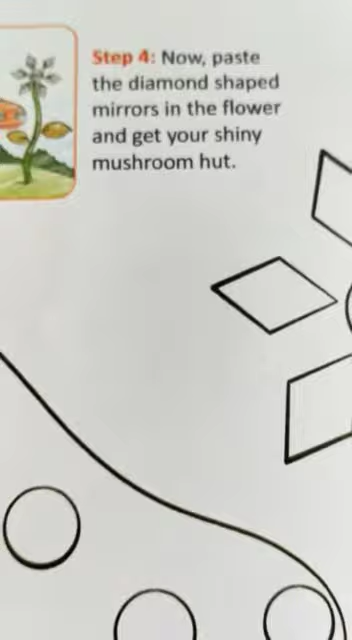 Step 4: Now, paste
the diamond shaped
mirrors in the flower
and get your shiny
mushroom hut.